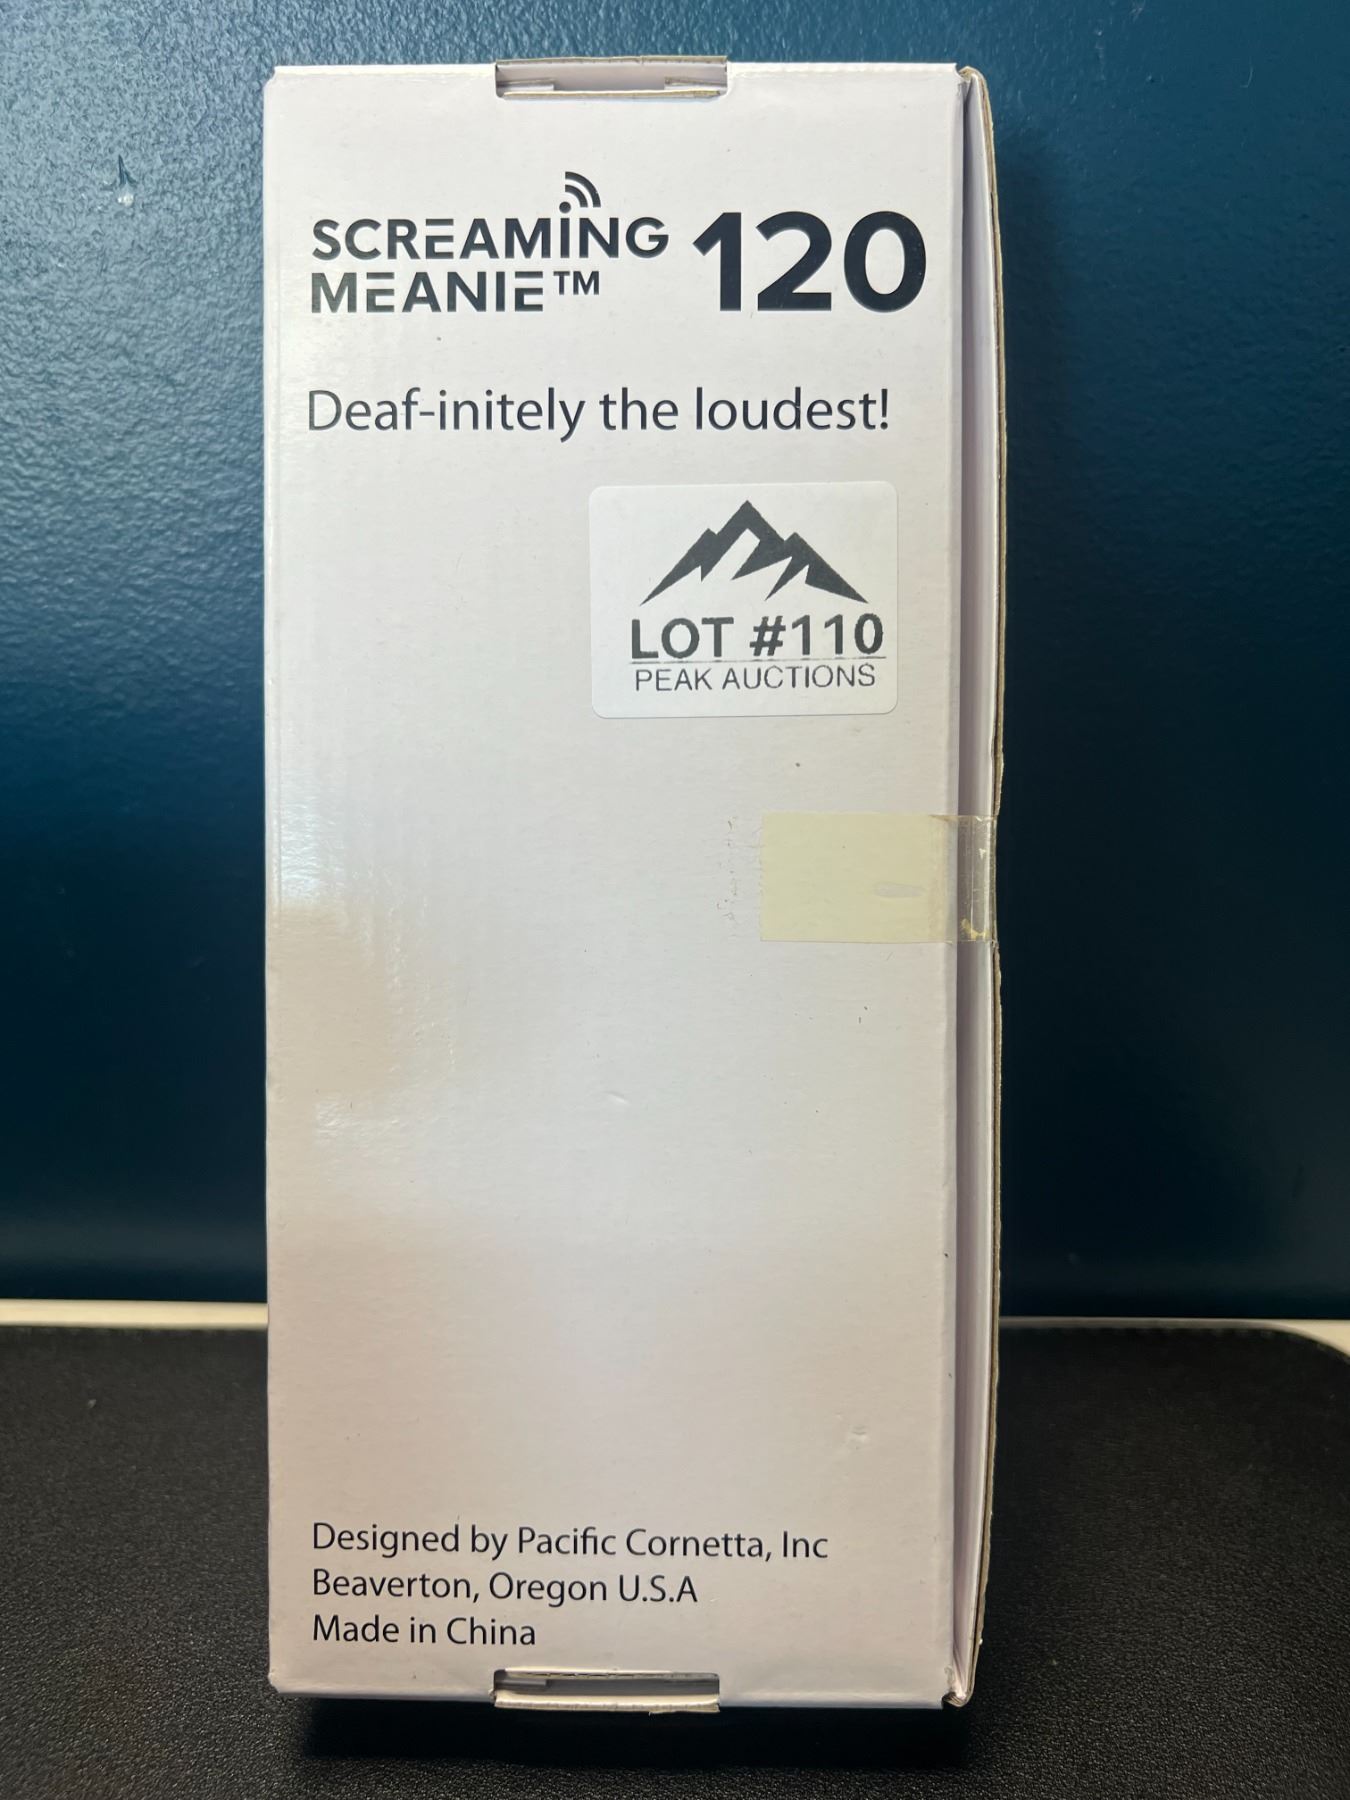 SCREAMING
MEANIE™ 120
Deaf-initely the loudest!
LOT #110
PEAK AUCTIONS
Designed by Pacific Cornetta, Inc
Beaverton, Oregon U.S.A
Made in China